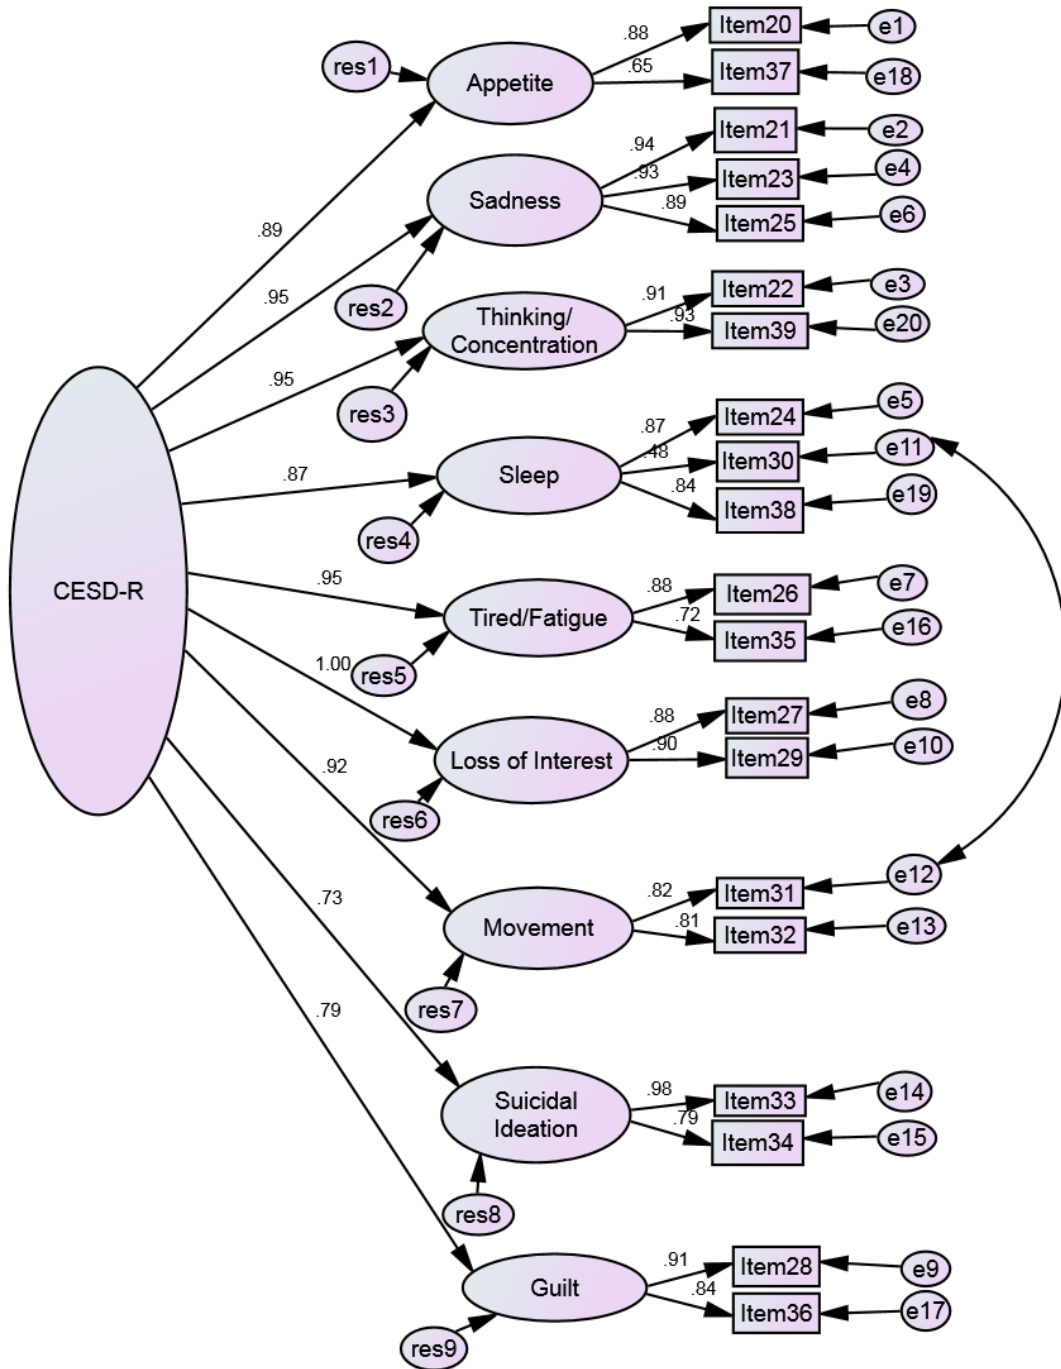 .88
Item20
e1
res1
Appetite
.65
Item37
e18
.94
Item21
e2
.93
Item23
e4
Sadness
.89
Item25
e6
.89
res2
.95
Thinking/
Concentration
.91
Item22
e3
.93
Item39
e20
.95
res3
.87
Item24
e5
.87
Sleep
.48
Item30
e11
.84
Item38
e19
res4
CESD-R
.95
Tired/Fatigue
.88
Item26
e7
.72
Item35
e16
res5
1.00
Loss of Interest
.88
Item27
e8
.90
Item29
e10
res6
.92
Movement
.82
Item31
e12
.81
Item32
e13
res7
.73
Suicidal
Ideation
.98
Item33
e14
.79
Item34
e15
res8
.79
Guilt
.91
Item28
e9
.84
Item36
e17
res9